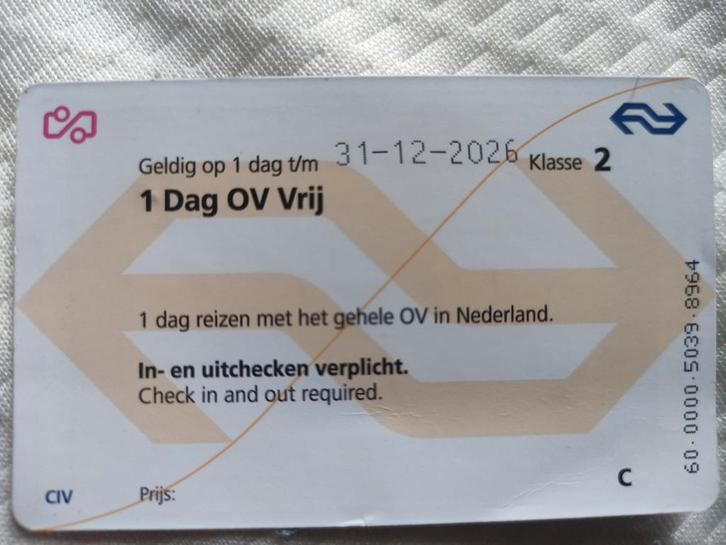 Geldig op 1 dag t/m 31-12-2026 Klasse 2
1 Dag OV Vrij
1 dag reizen met het gehele OV in Nederland.
In- en uitchecken verplicht.
Check in and out required.
60·0000·5039·8964
C
CIV Prijs: